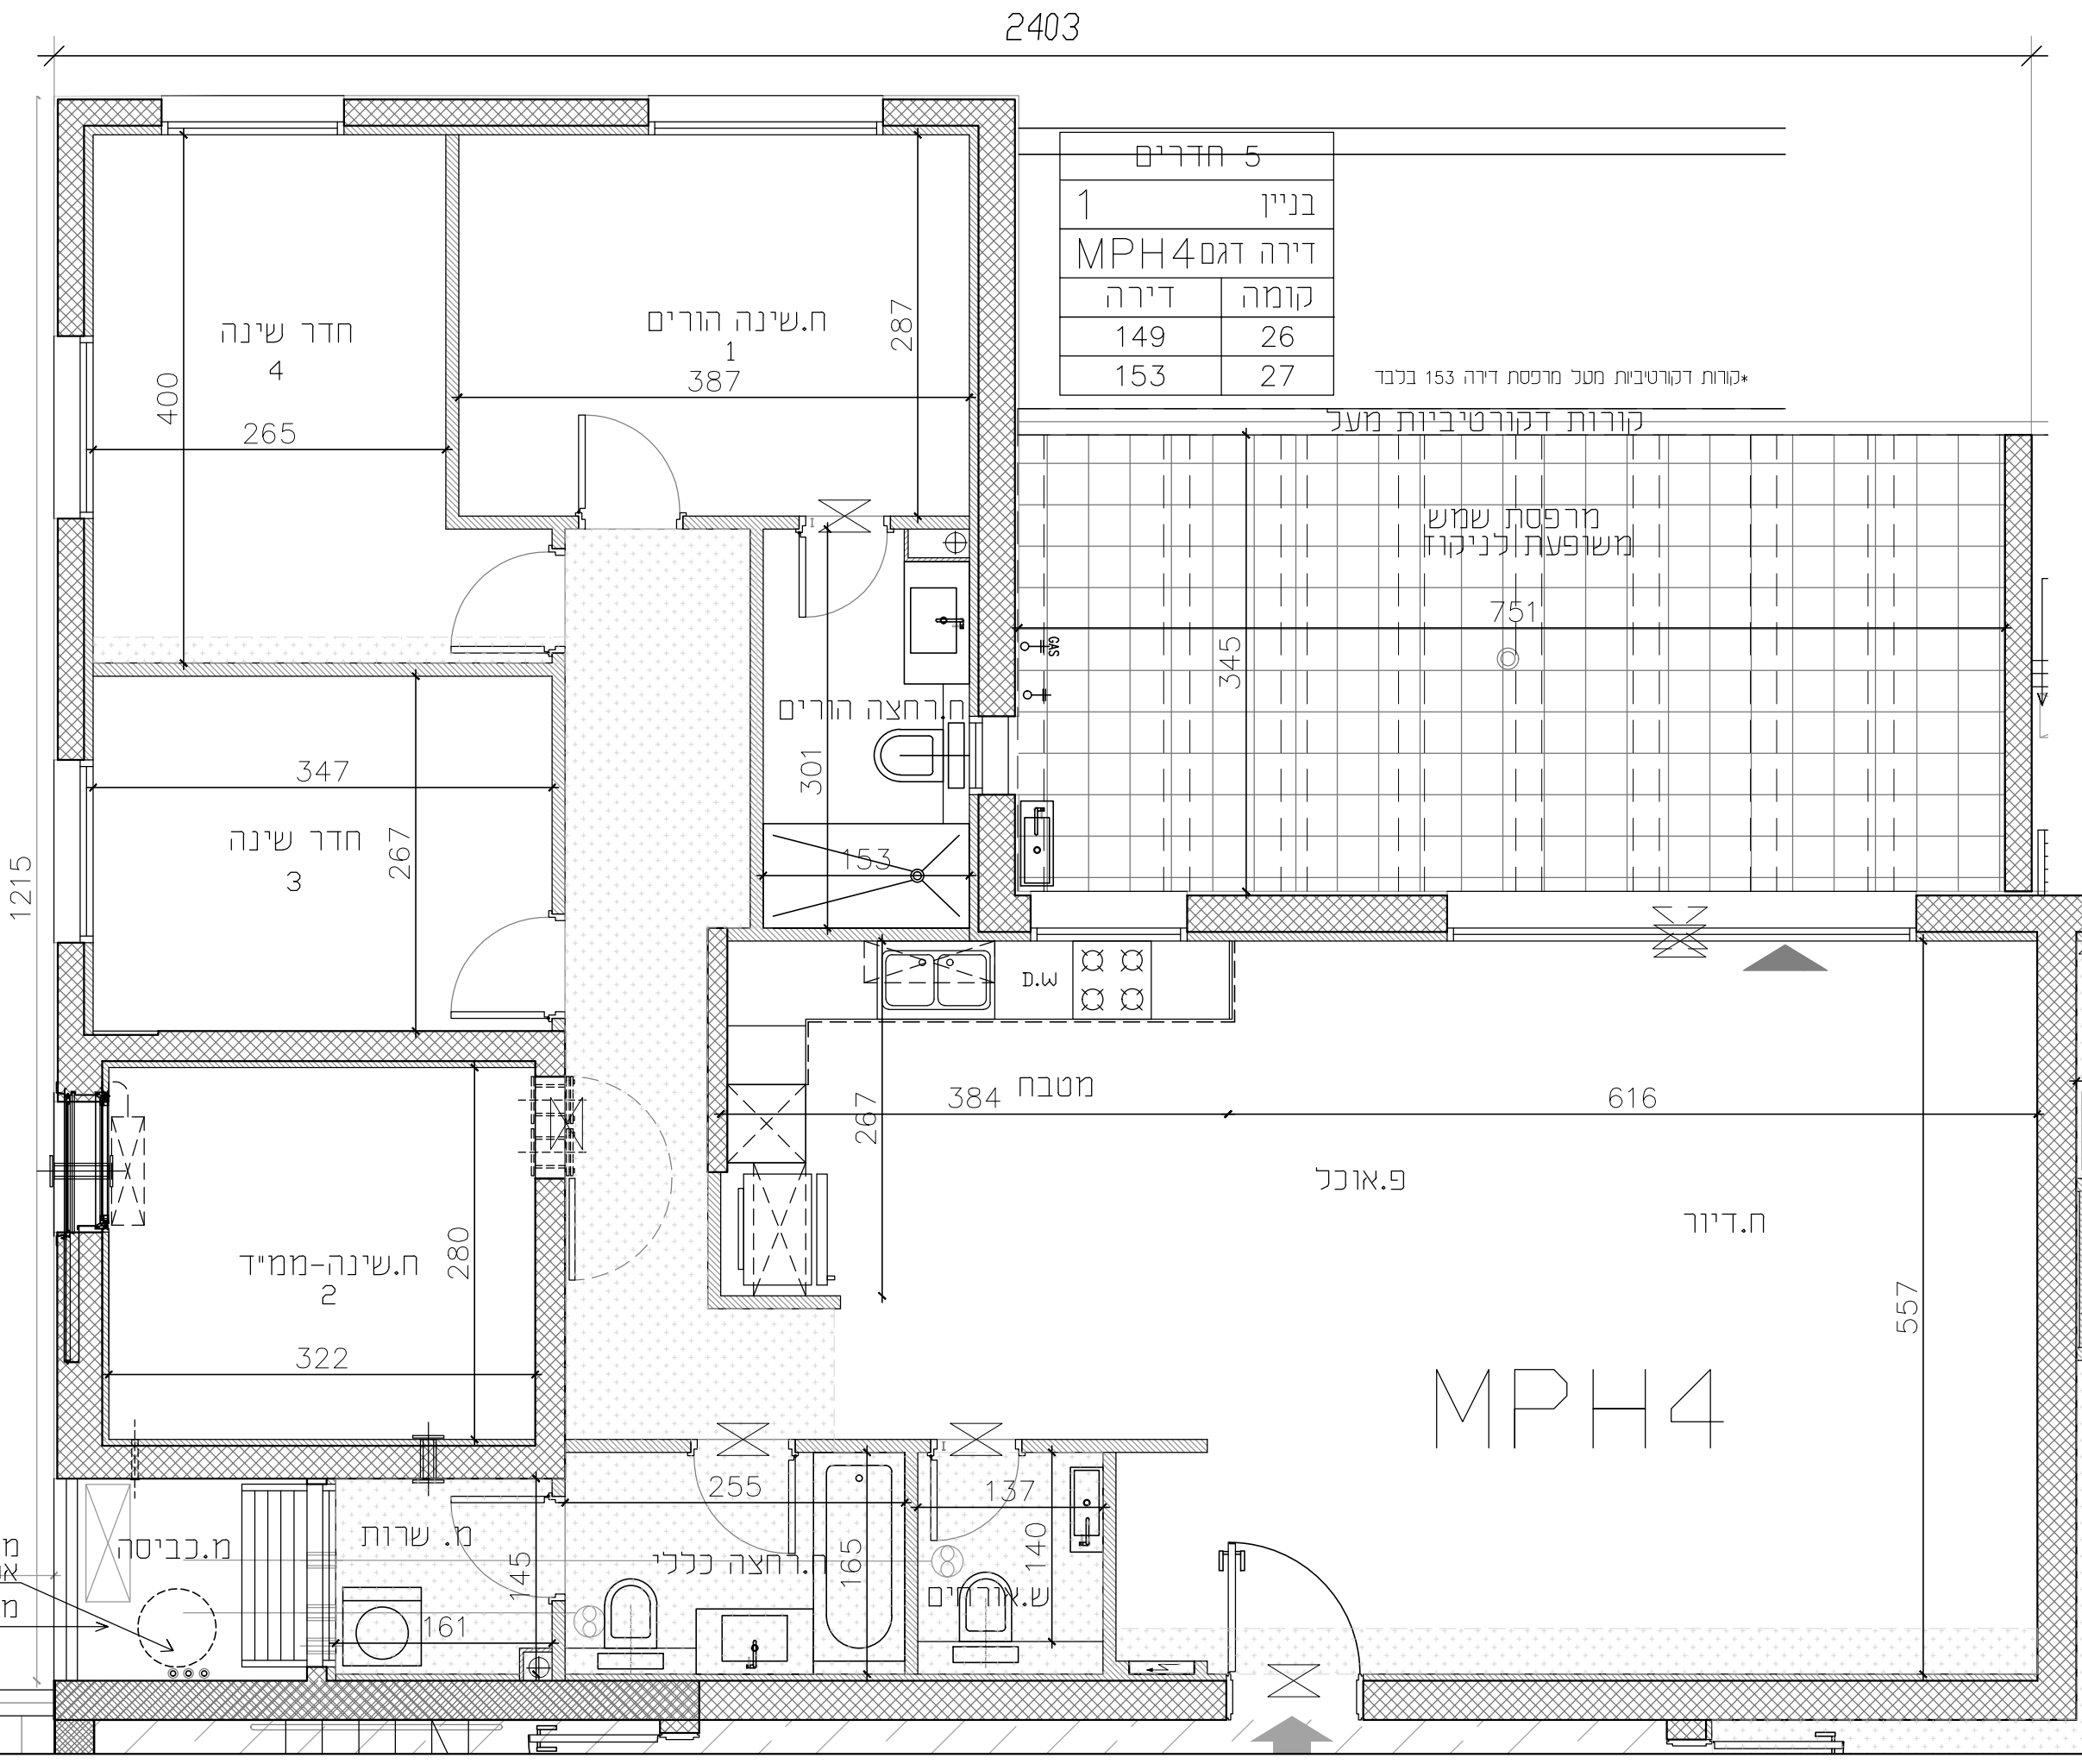 2403
5 חדרים
בניין 1
דירה דגם MPH4
קומה דירה
26 149
27 153
*קורות דקורטיביות מעל מרפסת דירה 153 בלבד
קורות דקורטיביות מעל
חדר שינה
4
400
265
ח.שינה הורים
1
387
287
מרפסת שמש
משופעת לניקוז
751
345
GAS
ח.רחצה הורים
301
153
347
חדר שינה
3
267
1215
D.W
מטבח
384
616
267
פ.אוכל
ח.דיור
557
ח.שינה-ממ"ד
2
280
322
MPH4
מ.כביסה
מ. שרות
145
161
255
ח.רחצה כללי
165
137
140
ש.אורחים